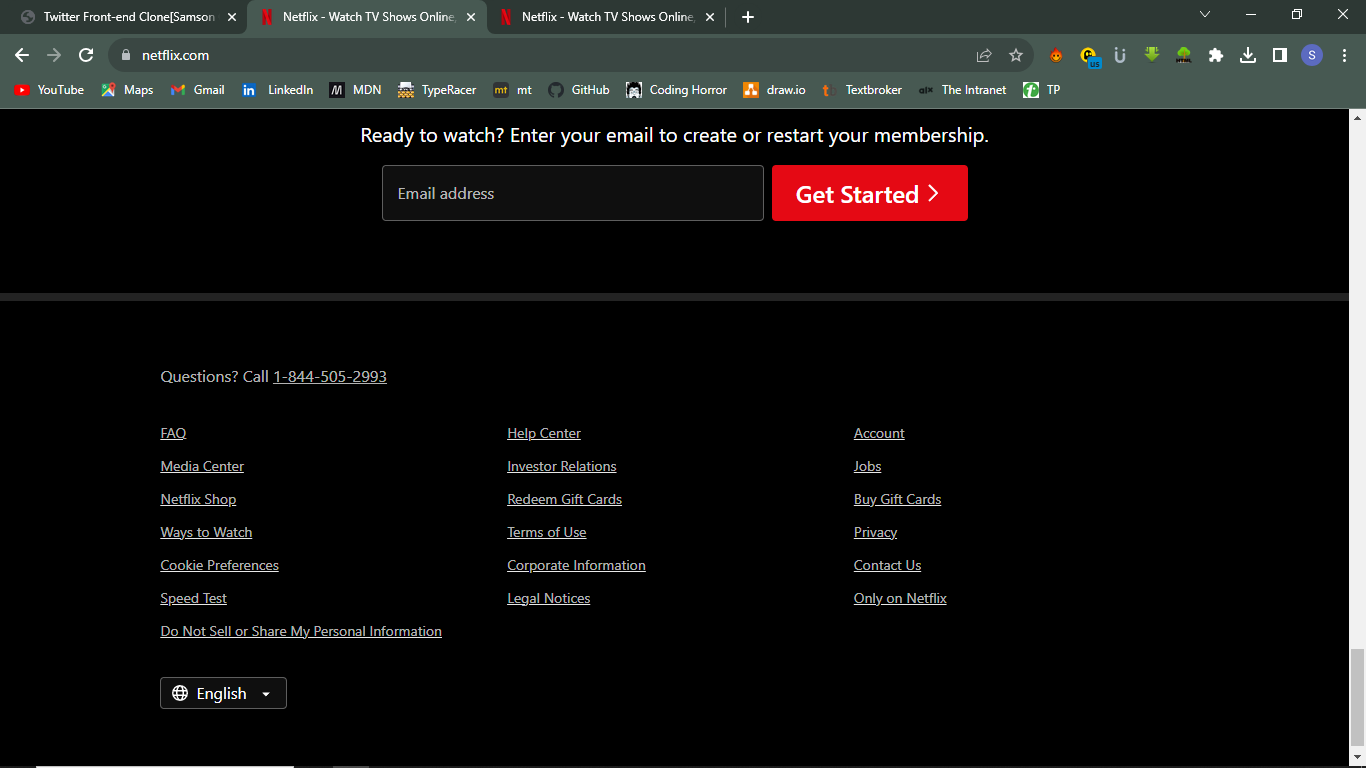 Twitter Front-end Clone[Samson
Netflix - Watch TV Shows Online,
Netflix - Watch TV Shows Online,
netflix.com
us
S
YouTube
Maps
Gmail
in LinkedIn
M MDN
TypeRacer
mt mt
GitHub
Coding Horror
draw.io
tb Textbroker
alx The Intranet
TP
Ready to watch? Enter your email to create or restart your membership.
Email address
Get Started
Questions? Call 1-844-505-2993
FAQ Help Center Account
Media Center Investor Relations Jobs
Netflix Shop Redeem Gift Cards Buy Gift Cards
Ways to Watch Terms of Use Privacy
Cookie Preferences Corporate Information Contact Us
Speed Test Legal Notices Only on Netflix
Do Not Sell or Share My Personal Information
English